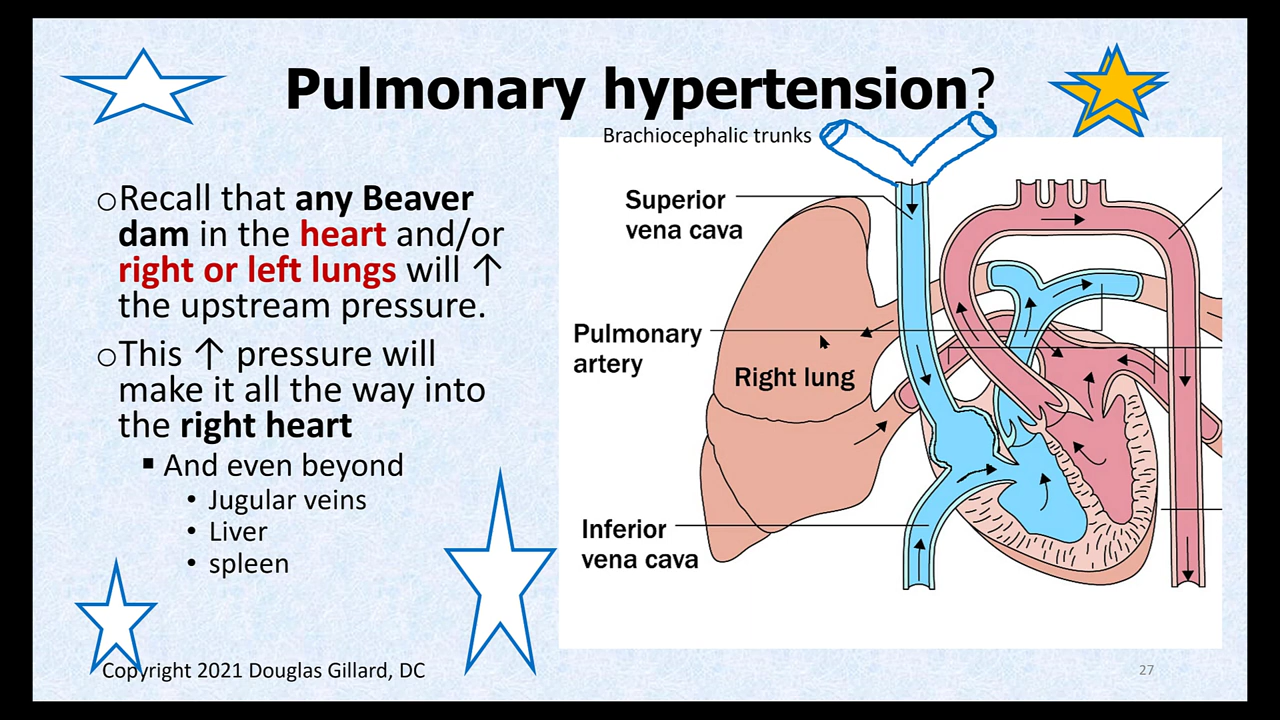 Pulmonary hypertension?
Brachiocephalic trunks
○Recall that any Beaver
dam in the heart and/or
right or left lungs will ↑
the upstream pressure.
○This ↑ pressure will
make it all the way into
the right heart
▪ And even beyond
• Jugular veins
• Liver
• spleen
Superior
vena cava
Pulmonary
artery
Right lung
Inferior
vena cava
Copyright 2021 Douglas Gillard, DC
27